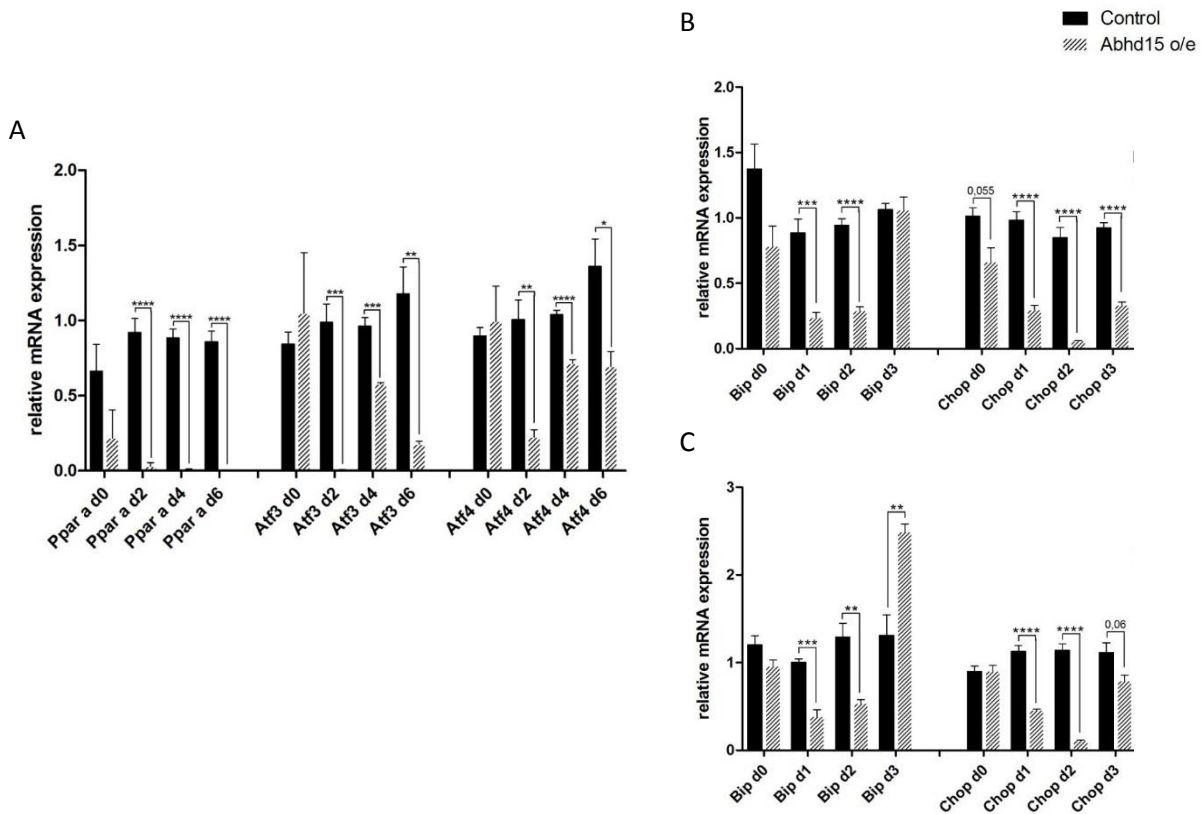 A
relative mRNA expression
2.0
1.5
1.0
0.5
0.0
**** **** ****
*** *** **
** **** *
Ppar a d0 Ppar a d2 Ppar a d4 Ppar a d6 Atf3 d0 Atf3 d2 Atf3 d4 Atf3 d6 Atf4 d0 Atf4 d2 Atf4 d4 Atf4 d6
B
Control
Abhd15 o/e
relative mRNA expression
2.0
1.5
1.0
0.5
0.0
*** ****
0,055 **** **** ****
Bip d0 Bip d1 Bip d2 Bip d3 Chop d0 Chop d1 Chop d2 Chop d3
C
relative mRNA expression
3
2
1
0
*** ** **
**** **** 0,06
Bip d0 Bip d1 Bip d2 Bip d3 Chop d0 Chop d1 Chop d2 Chop d3